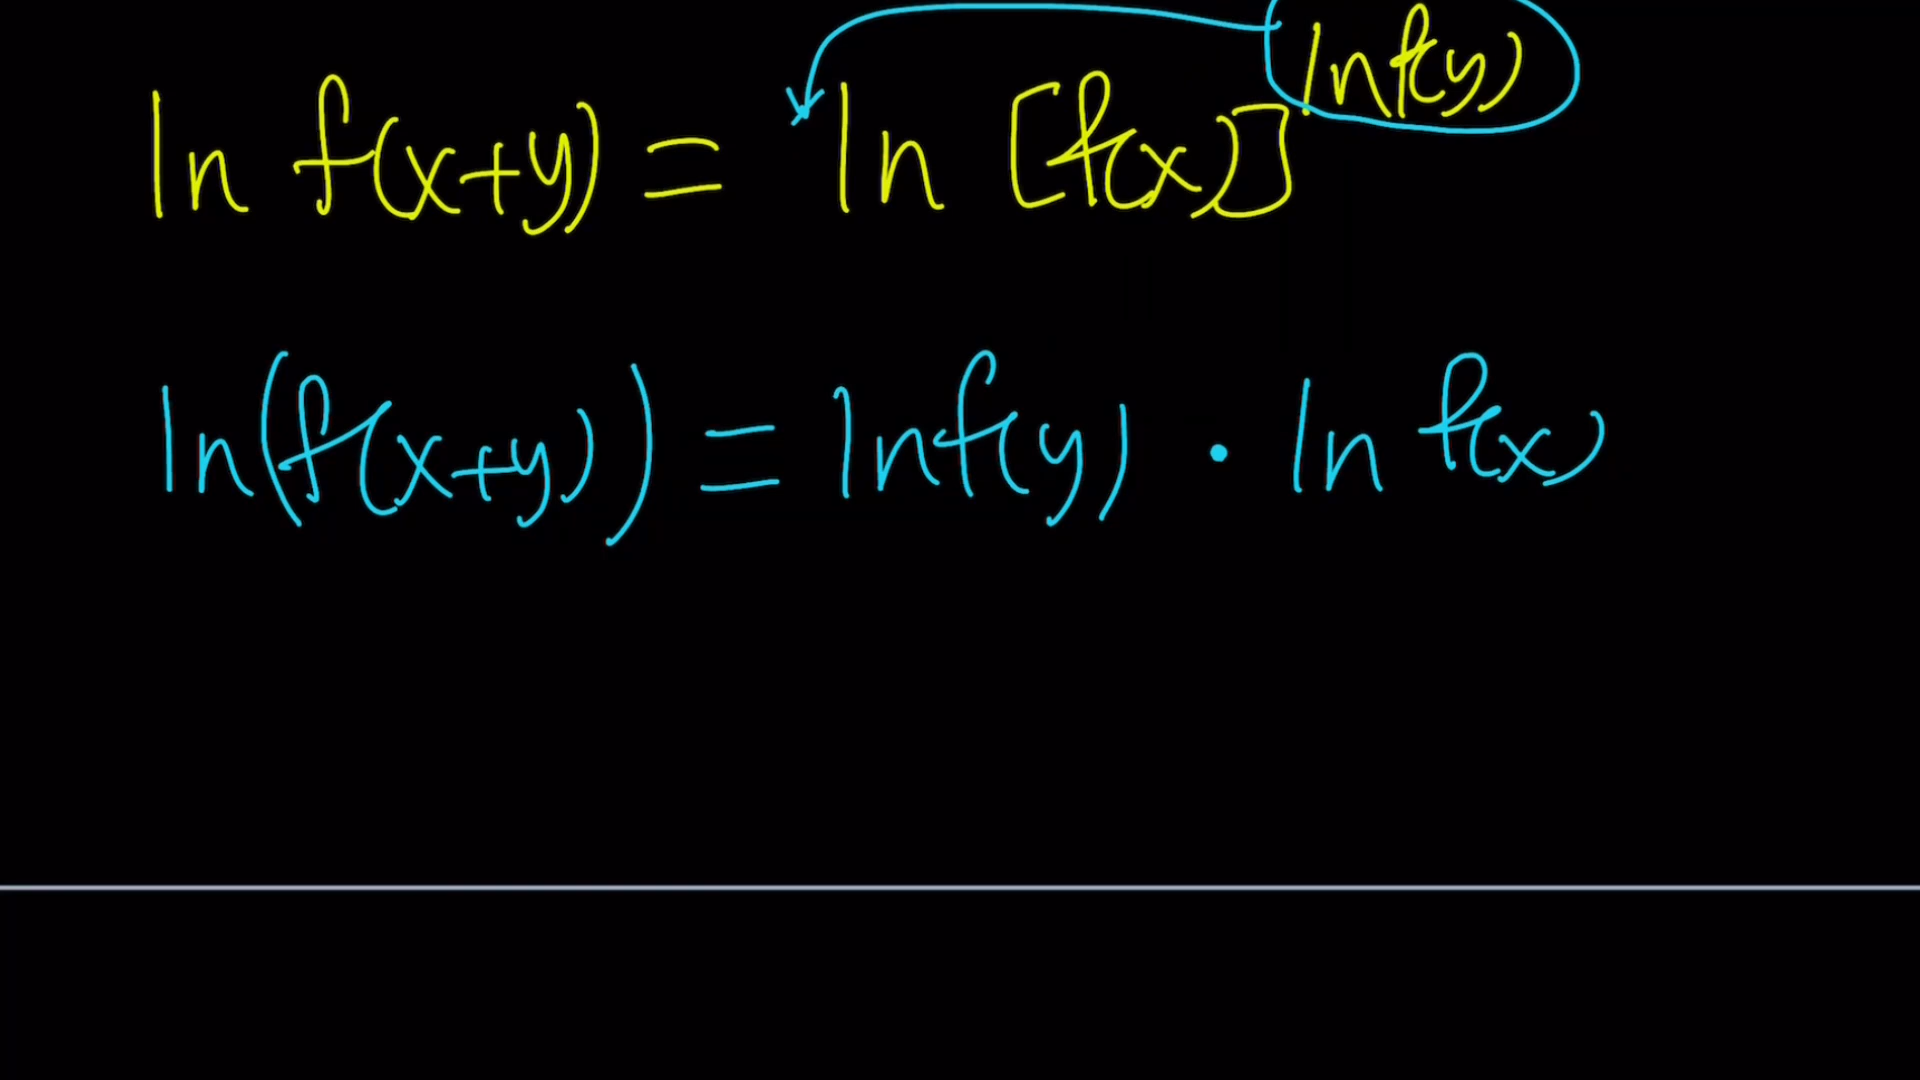 ln f(x+y) = ln [f(x)]^ln f(y)
ln(f(x+y)) = ln f(y) · ln f(x)